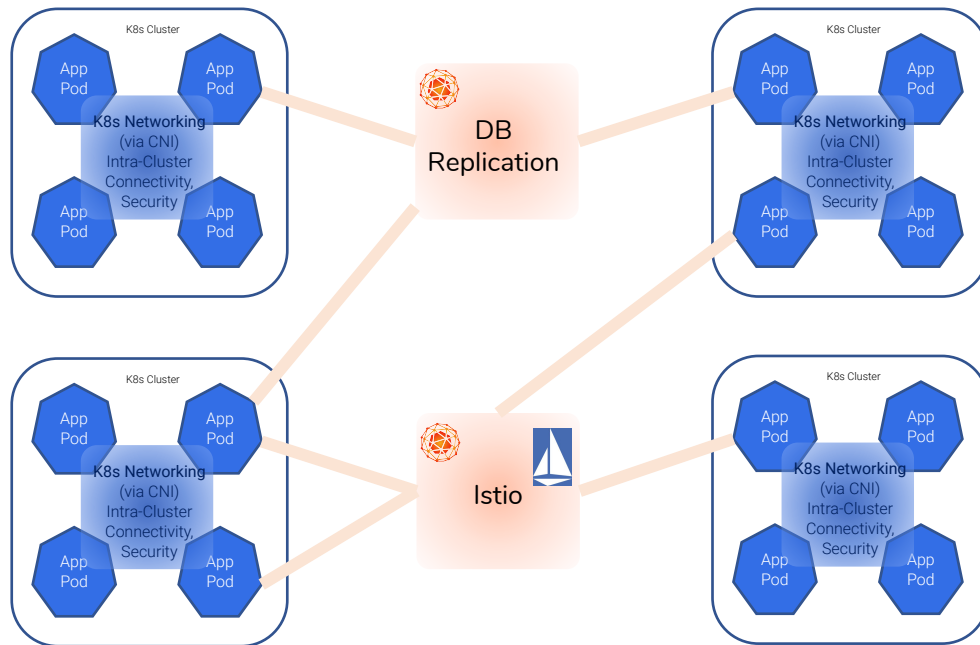 K8s Cluster
App
Pod
App
Pod
K8s Networking
(via CNI)
Intra-Cluster
Connectivity,
Security
App
Pod
App
Pod
DB
Replication
K8s Cluster
App
Pod
App
Pod
K8s Networking
(via CNI)
Intra-Cluster
Connectivity,
Security
App
Pod
App
Pod
K8s Cluster
App
Pod
App
Pod
K8s Networking
(via CNI)
Intra-Cluster
Connectivity,
Security
App
Pod
App
Pod
Istio
K8s Cluster
App
Pod
App
Pod
K8s Networking
(via CNI)
Intra-Cluster
Connectivity,
Security
App
Pod
App
Pod